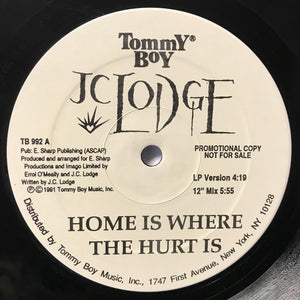 Tommy®
BOY
JC LODGE
TB 992 A
Pub: E. Sharp Publishing (ASCAP)
Produced and arranged for E. Sharp
Productions and Imago Limited by
Errol O'Meally and J.C. Lodge
Written by J.C. Lodge
℗ © 1991 Tommy Boy Music, Inc.
PROMOTIONAL COPY
NOT FOR SALE
LP Version 4:19
12" Mix 5:55
HOME IS WHERE
THE HURT IS
Distributed by Tommy Boy Music, Inc., 1747 First Avenue, New York, NY, 10128